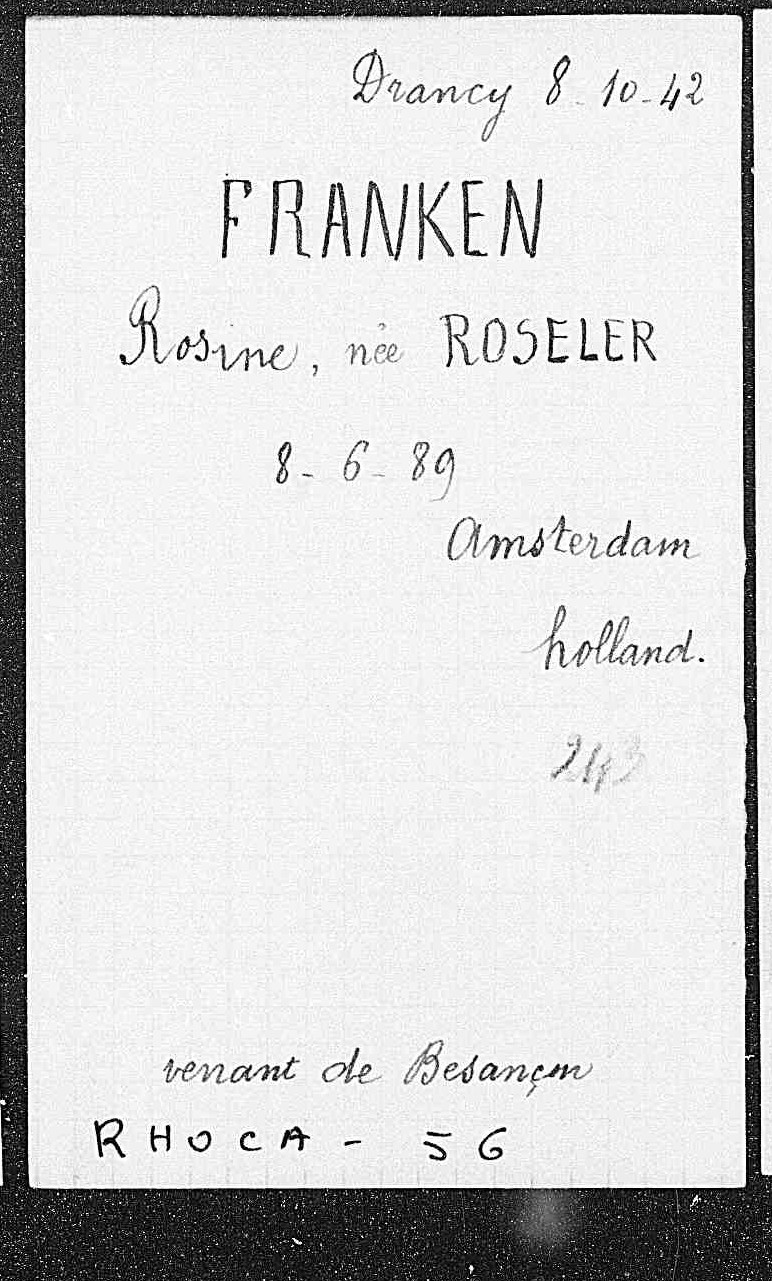 Drancy 8-10-42
FRANKEN
Rosine, née ROSELER
8-6-89
Amsterdam
holland.
243
venant de Besançon
RHOCA - 56